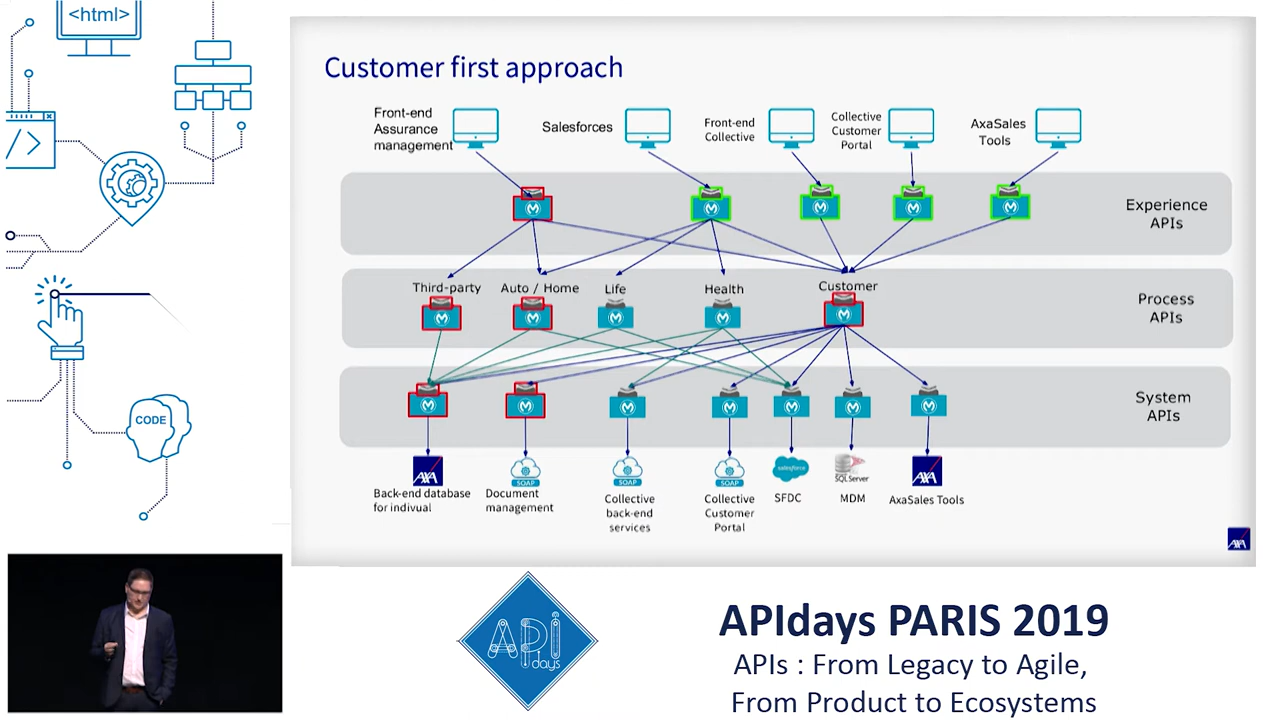 <html>
Customer first approach
Front-end
Assurance
management
Salesforces
Front-end
Collective
Collective
Customer
Portal
AxaSales
Tools
Experience
APIs
Third-party
Auto / Home
Life
Health
Customer
Process
APIs
System
APIs
AXA
SOAP
SOAP
SOAP
salesforce
SQL Server
AXA
Back-end database
for indivual
Document
management
Collective
back-end
services
Collective
Customer
Portal
SFDC
MDM
AxaSales Tools
AXA
</>
CODE
API
days
APIdays PARIS 2019
APIs : From Legacy to Agile,
From Product to Ecosystems